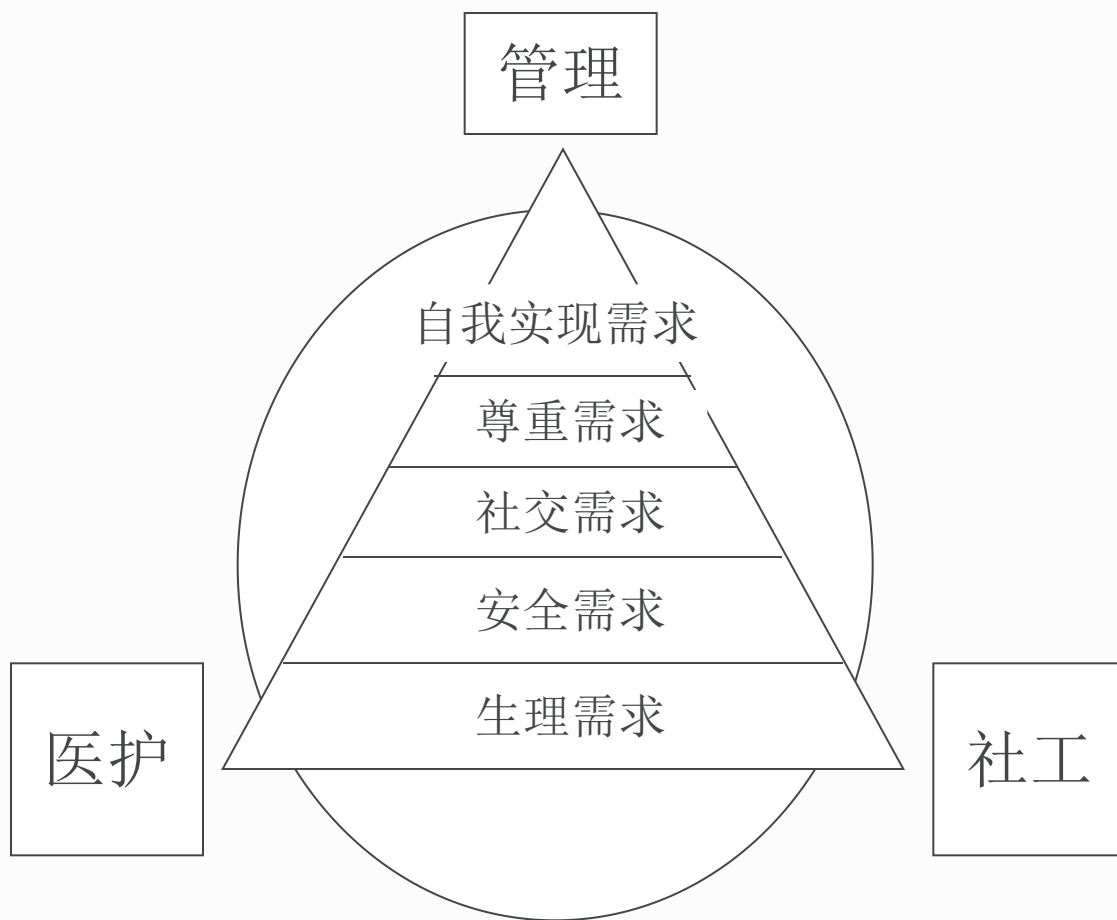 管理
自我实现需求
尊重需求
社交需求
安全需求
生理需求
医护
社工